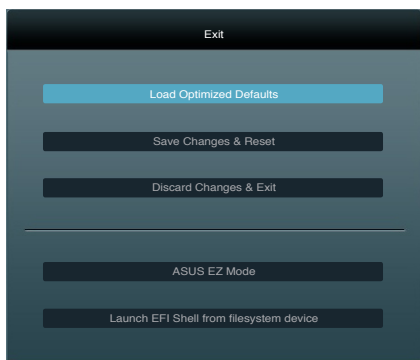 Exit
Load Optimized Defaults
Save Changes & Reset
Discard Changes & Exit
ASUS EZ Mode
Launch EFI Shell from filesystem device